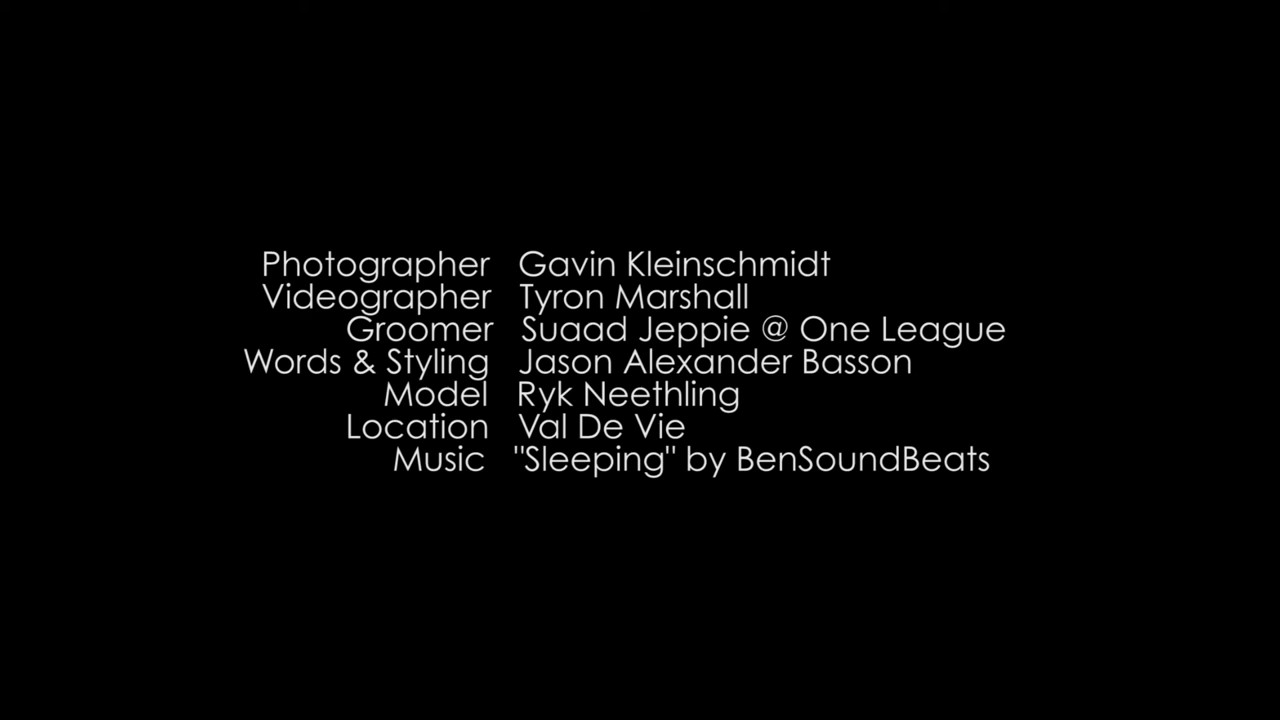 Photographer Gavin Kleinschmidt
Videographer Tyron Marshall
Groomer Suaad Jeppie @ One League
Words & Styling Jason Alexander Basson
Model Ryk Neethling
Location Val De Vie
Music "Sleeping" by BenSoundBeats